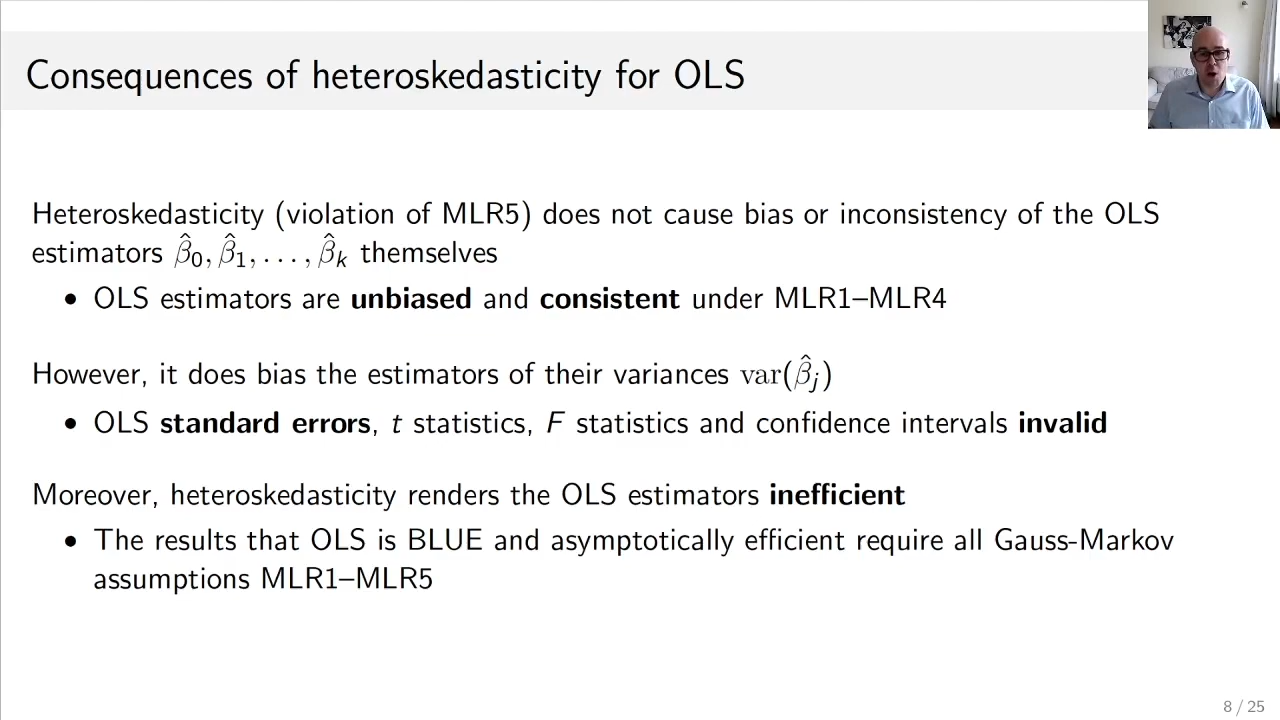 Consequences of heteroskedasticity for OLS
Heteroskedasticity (violation of MLR5) does not cause bias or inconsistency of the OLS
estimators β̂₀, β̂₁, . . . , β̂ₖ themselves
• OLS estimators are unbiased and consistent under MLR1–MLR4
However, it does bias the estimators of their variances var(β̂ⱼ)
• OLS standard errors, t statistics, F statistics and confidence intervals invalid
Moreover, heteroskedasticity renders the OLS estimators inefficient
• The results that OLS is BLUE and asymptotically efficient require all Gauss-Markov
assumptions MLR1–MLR5
8 / 25